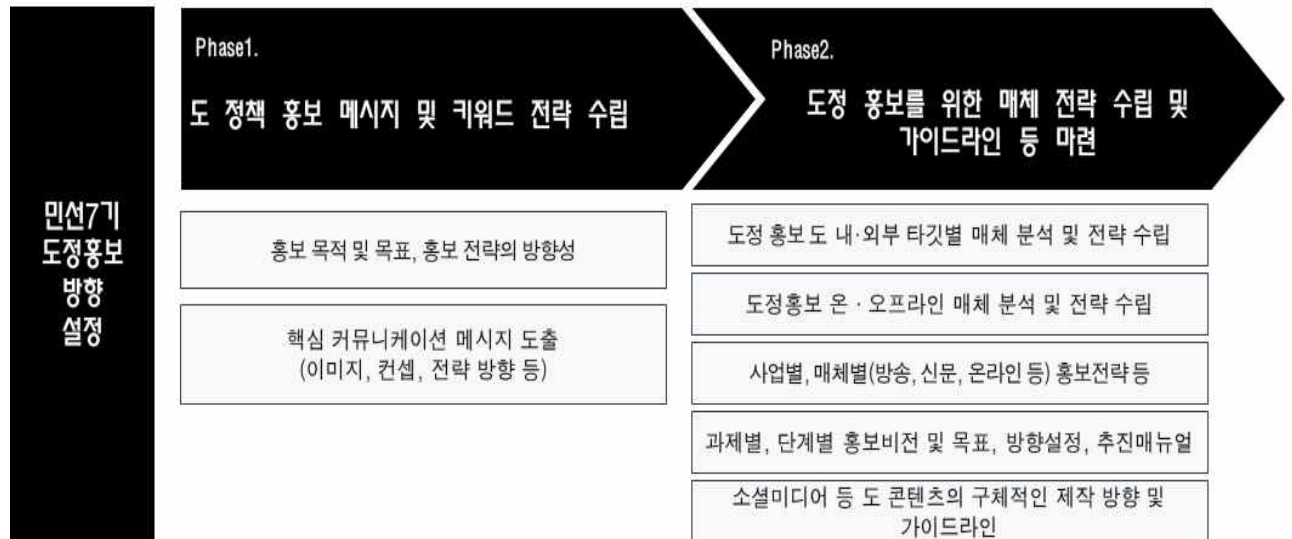 민선7기
도정홍보
방향
설정
Phase1.
도 정책 홍보 메시지 및 키워드 전략 수립
홍보 목적 및 목표, 홍보 전략의 방향성
핵심 커뮤니케이션 메시지 도출
(이미지, 컨셉, 전략 방향 등)
Phase2.
도정 홍보를 위한 매체 전략 수립 및
가이드라인 등 마련
도정 홍보 도 내·외부 타깃별 매체 분석 및 전략 수립
도정홍보 온 · 오프라인 매체 분석 및 전략 수립
사업별, 매체별(방송, 신문, 온라인 등) 홍보전략 등
과제별, 단계별 홍보비전 및 목표, 방향설정, 추진매뉴얼
소셜미디어 등 도 콘텐츠의 구체적인 제작 방향 및
가이드라인